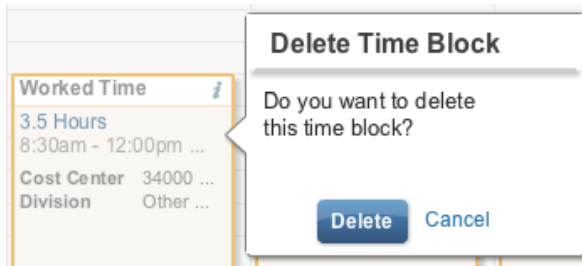 Worked Time i
3.5 Hours
8:30am - 12:00pm ...
Cost Center 34000 ...
Division Other ...
Delete Time Block
Do you want to delete
this time block?
Delete Cancel